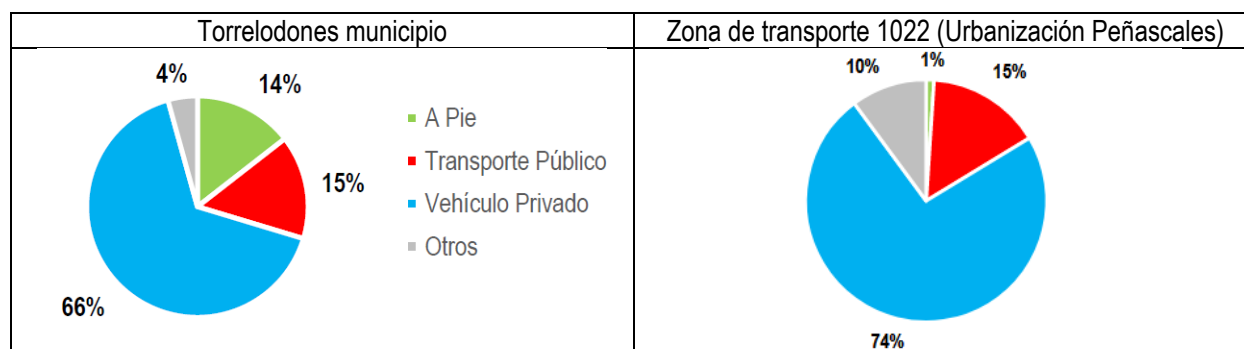 Torrelodones municipio
Zona de transporte 1022 (Urbanización Peñascales)
4%
14%
15%
66%
A Pie
Transporte Público
Vehículo Privado
Otros
10%
1%
15%
74%